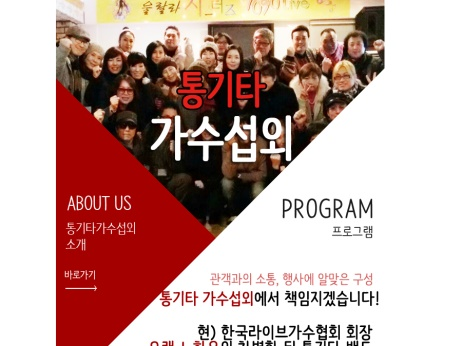 통기타
가수섭외
ABOUT US
통기타가수섭외
소개
바로가기
PROGRAM
프로그램
관객과의 소통, 행사에 알맞은 구성
통기타 가수섭외에서 책임지겠습니다!
현) 한국라이브가수협회 회장